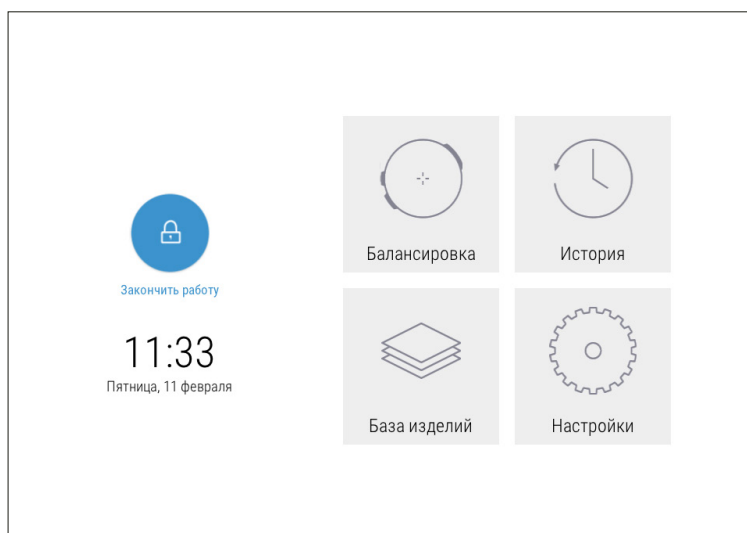 Закончить работу
11:33
Пятница, 11 февраля
Балансировка
История
База изделий
Настройки